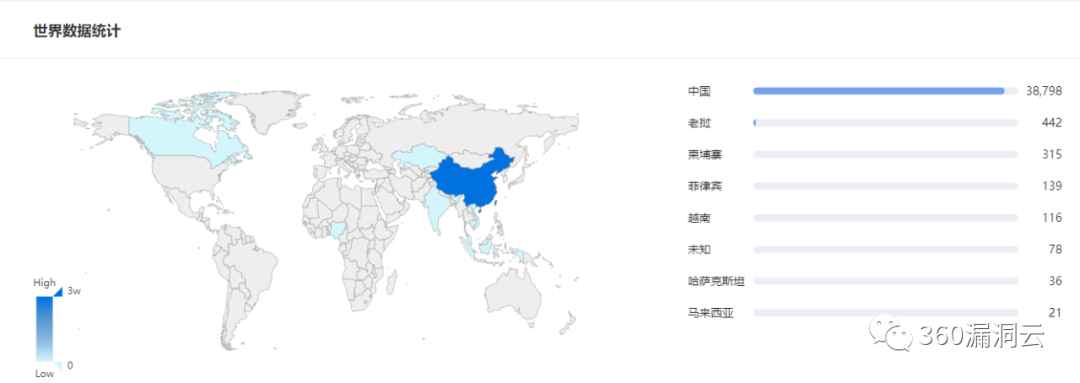 世界数据统计
中国 38,798
老挝 442
柬埔寨 315
菲律宾 139
越南 116
未知 78
哈萨克斯坦 36
马来西亚 21
High
3w
0
Low
360漏洞云